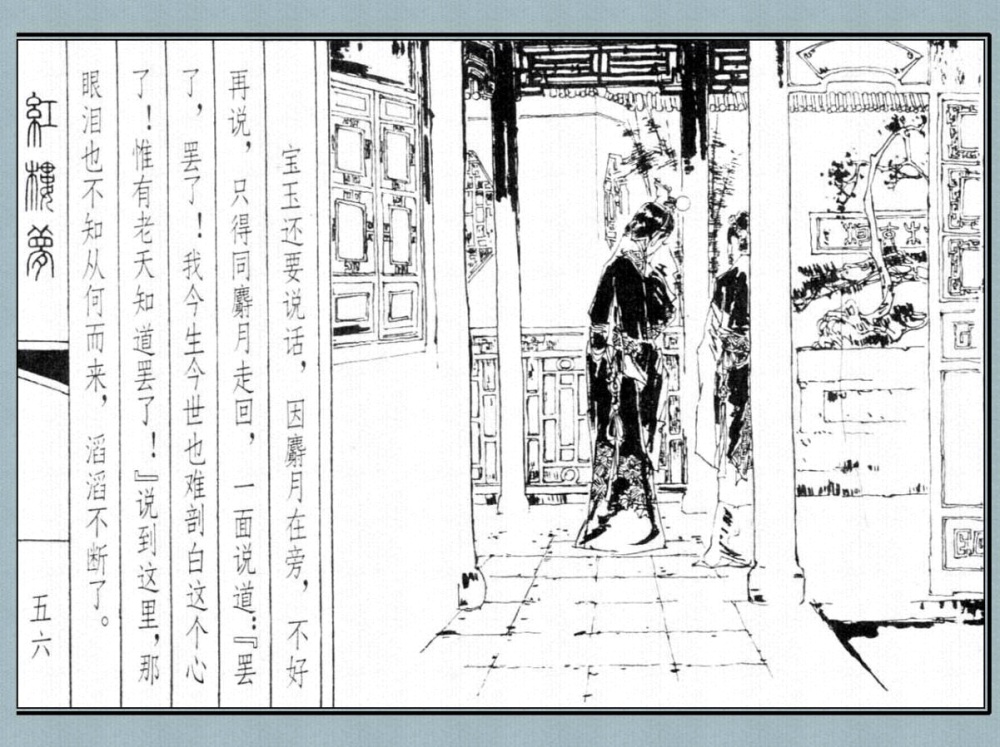 宝玉还要说话，因麝月在旁，不好
再说，只得同麝月走回，一面说道：『罢
了，罢了！我今生今世也难剖白这个心
了！惟有老天知道罢了！』说到这里，那
眼泪也不知从何而来，滔滔不断了。
紅樓夢
五六